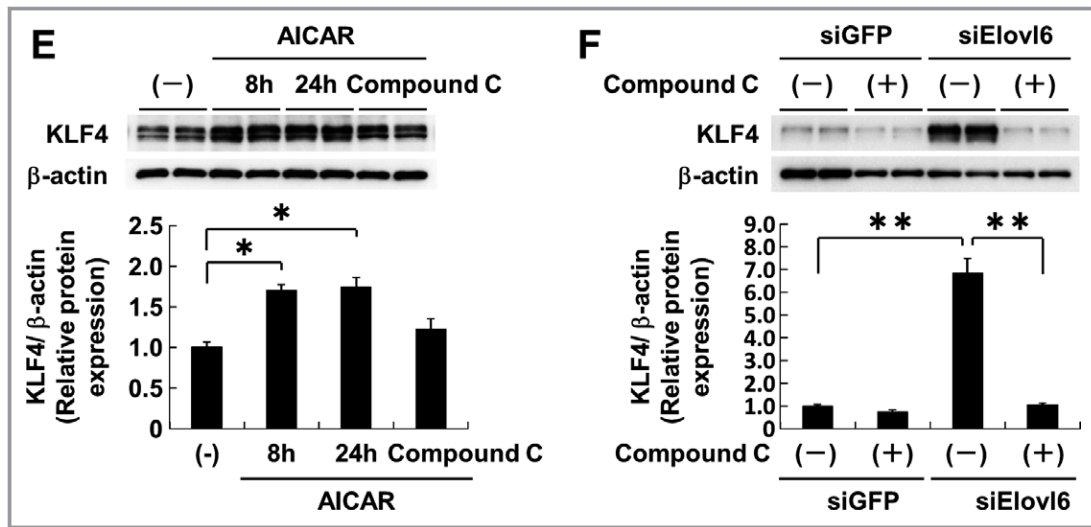 E
AICAR
(−) 8h 24h Compound C
KLF4
β-actin
2.5
2.0
1.5
1.0
0.5
0
KLF4/ β-actin
(Relative protein
expression)
*
*
(-) 8h 24h Compound C
AICAR
F
siGFP siElovl6
Compound C (−) (+) (−) (+)
KLF4
β-actin
9.0
8.0
7.0
6.0
5.0
4.0
3.0
2.0
1.0
0
KLF4/ β-actin
(Relative protein
expression)
** **
Compound C (−) (+) (−) (+)
siGFP siElovl6